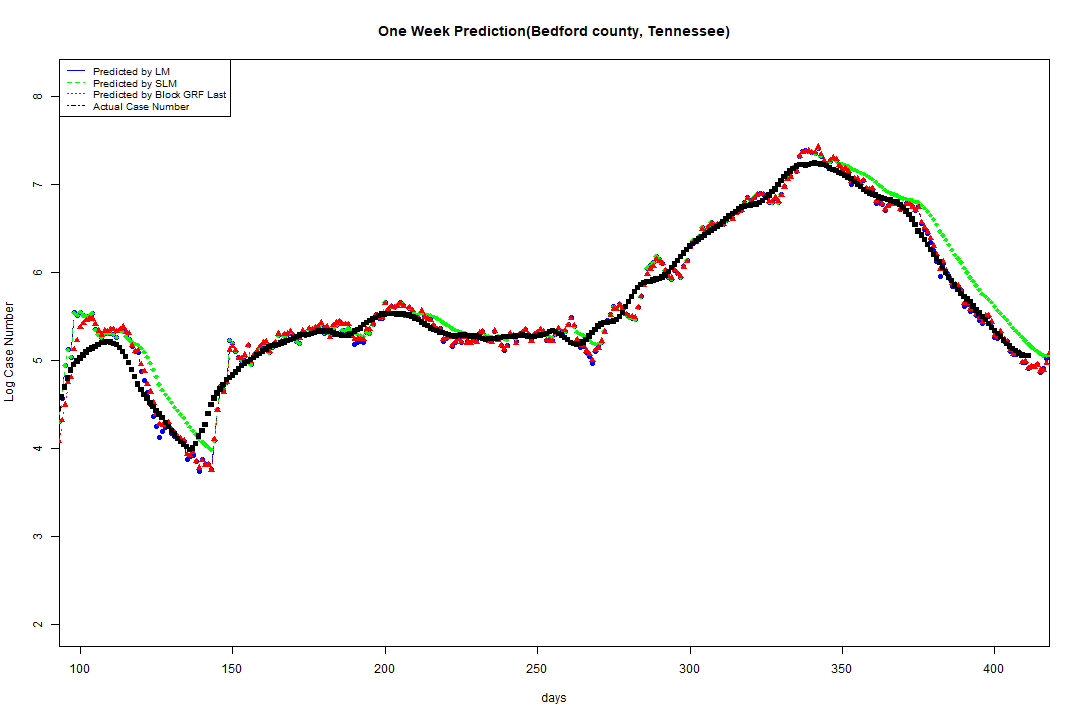 One Week Prediction(Bedford county, Tennessee)
Predicted by LM
Predicted by SLM
Predicted by Block GRF Last
Actual Case Number
8
7
6
5
4
3
2
Log Case Number
100 150 200 250 300 350 400
days